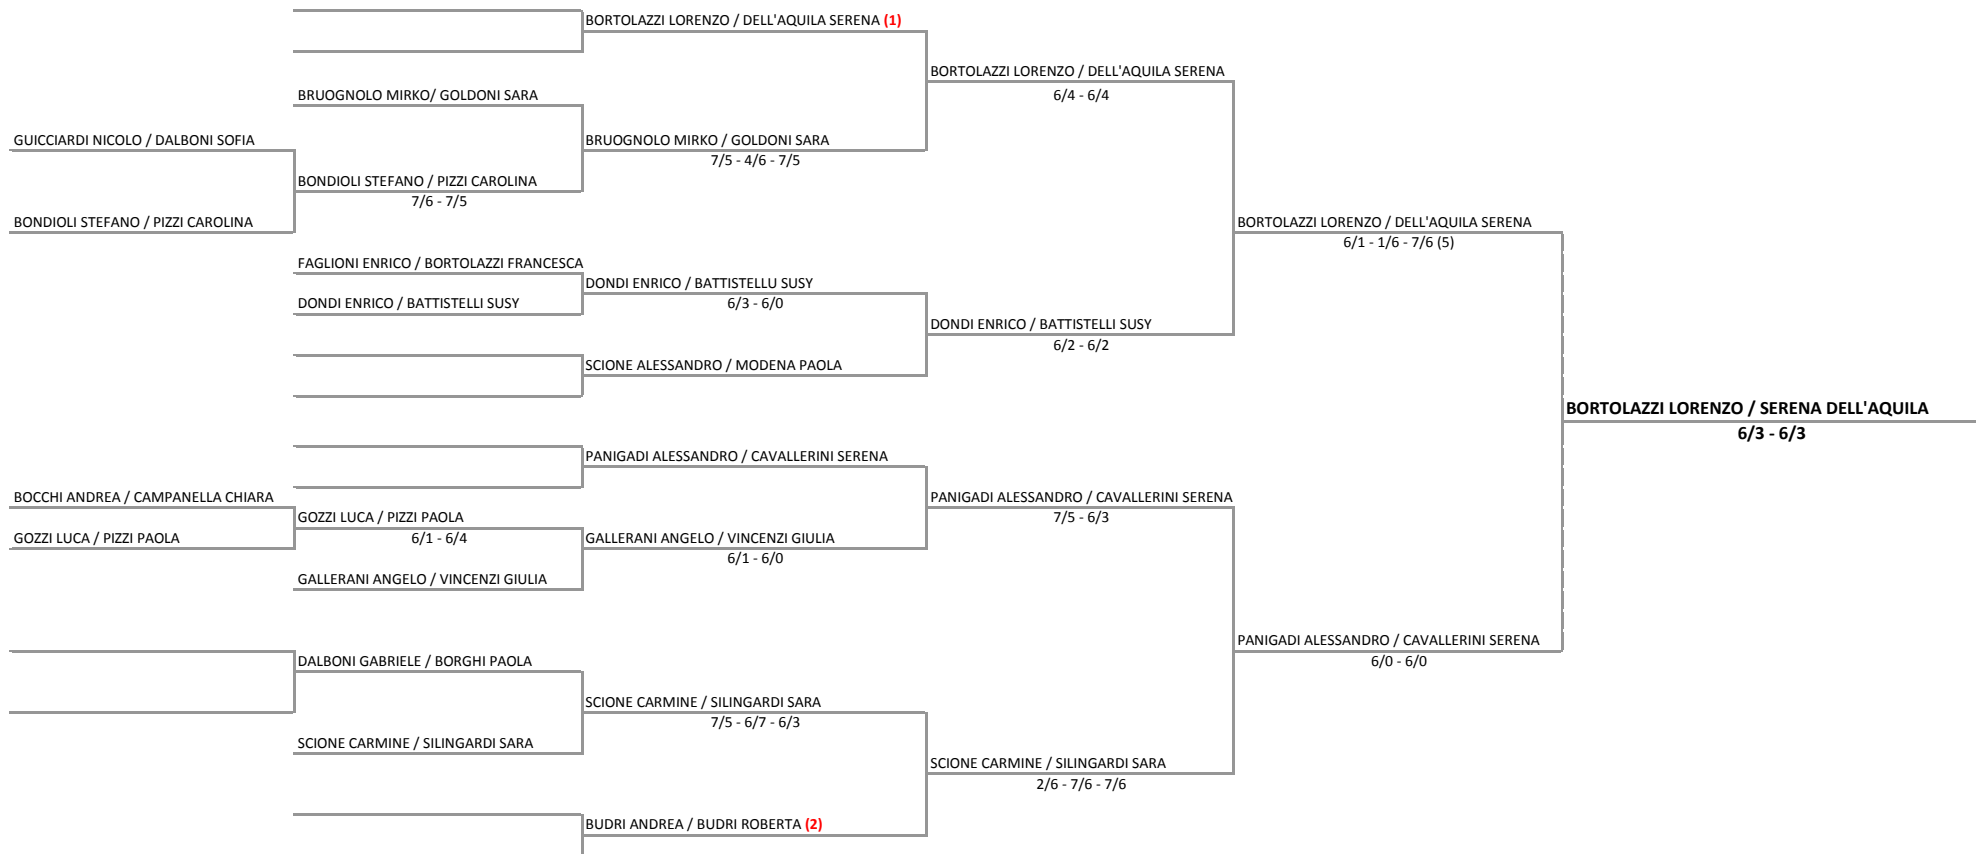 BORTOLAZZI LORENZO / DELL'AQUILA SERENA (1)
BORTOLAZZI LORENZO / DELL'AQUILA SERENA
6/4 - 6/4
BRUOGNOLO MIRKO/ GOLDONI SARA
GUICCIARDI NICOLO / DALBONI SOFIA
BRUOGNOLO MIRKO / GOLDONI SARA
7/5 - 4/6 - 7/5
BONDIOLI STEFANO / PIZZI CAROLINA
7/6 - 7/5
BONDIOLI STEFANO / PIZZI CAROLINA
BORTOLAZZI LORENZO / DELL'AQUILA SERENA
6/1 - 1/6 - 7/6 (5)
FAGLIONI ENRICO / BORTOLAZZI FRANCESCA
DONDI ENRICO / BATTISTELLU SUSY
6/3 - 6/0
DONDI ENRICO / BATTISTELLI SUSY
DONDI ENRICO / BATTISTELLI SUSY
6/2 - 6/2
SCIONE ALESSANDRO / MODENA PAOLA
BORTOLAZZI LORENZO / SERENA DELL'AQUILA
6/3 - 6/3
PANIGADI ALESSANDRO / CAVALLERINI SERENA
BOCCHI ANDREA / CAMPANELLA CHIARA
PANIGADI ALESSANDRO / CAVALLERINI SERENA
7/5 - 6/3
GOZZI LUCA / PIZZI PAOLA
6/1 - 6/4
GOZZI LUCA / PIZZI PAOLA
GALLERANI ANGELO / VINCENZI GIULIA
6/1 - 6/0
GALLERANI ANGELO / VINCENZI GIULIA
PANIGADI ALESSANDRO / CAVALLERINI SERENA
6/0 - 6/0
DALBONI GABRIELE / BORGHI PAOLA
SCIONE CARMINE / SILINGARDI SARA
7/5 - 6/7 - 6/3
SCIONE CARMINE / SILINGARDI SARA
SCIONE CARMINE / SILINGARDI SARA
2/6 - 7/6 - 7/6
BUDRI ANDREA / BUDRI ROBERTA (2)